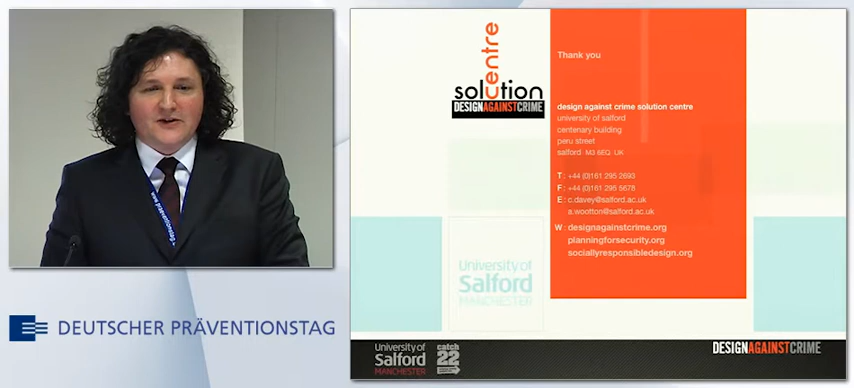 www.präventionstag
DEUTSCHER PRÄVENTIONSTAG
centre
solution
DESIGNAGAINSTCRIME
Thank you
design against crime solution centre
university of salford
centenary building
peru street
salford M3 6EQ UK
T: +44 (0)161 295 2693
F: +44 (0)161 295 5678
E: c.davey@salford.ac.uk
a.wootton@salford.ac.uk
W: designagainstcrime.org
planningforsecurity.org
sociallyresponsibledesign.org
University of
Salford
MANCHESTER
University of
Salford
MANCHESTER
catch
22
DESIGNAGAINSTCRIME